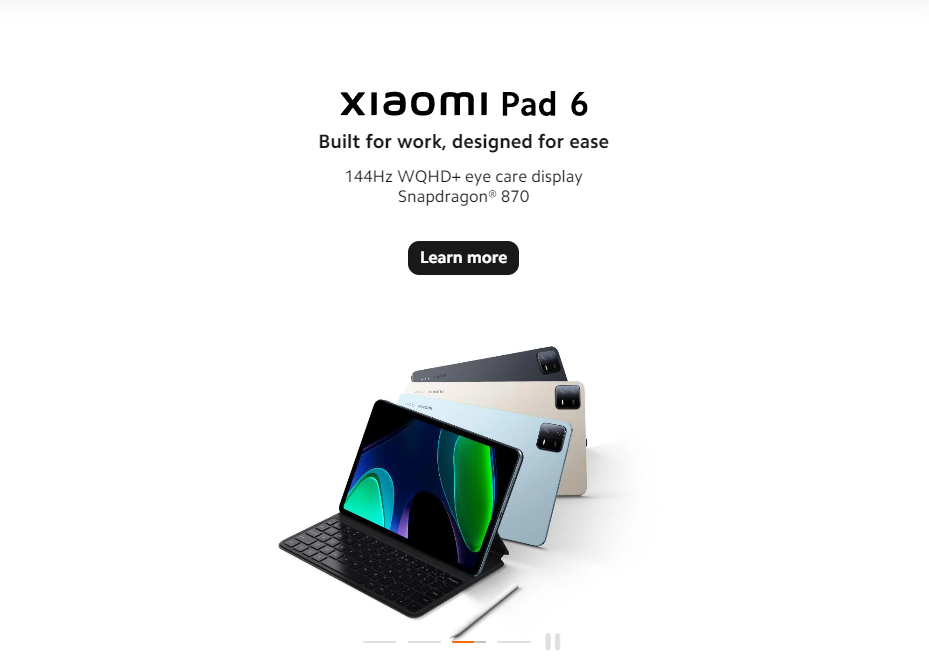 xiaomi Pad 6
Built for work, designed for ease
144Hz WQHD+ eye care display
Snapdragon® 870
Learn more